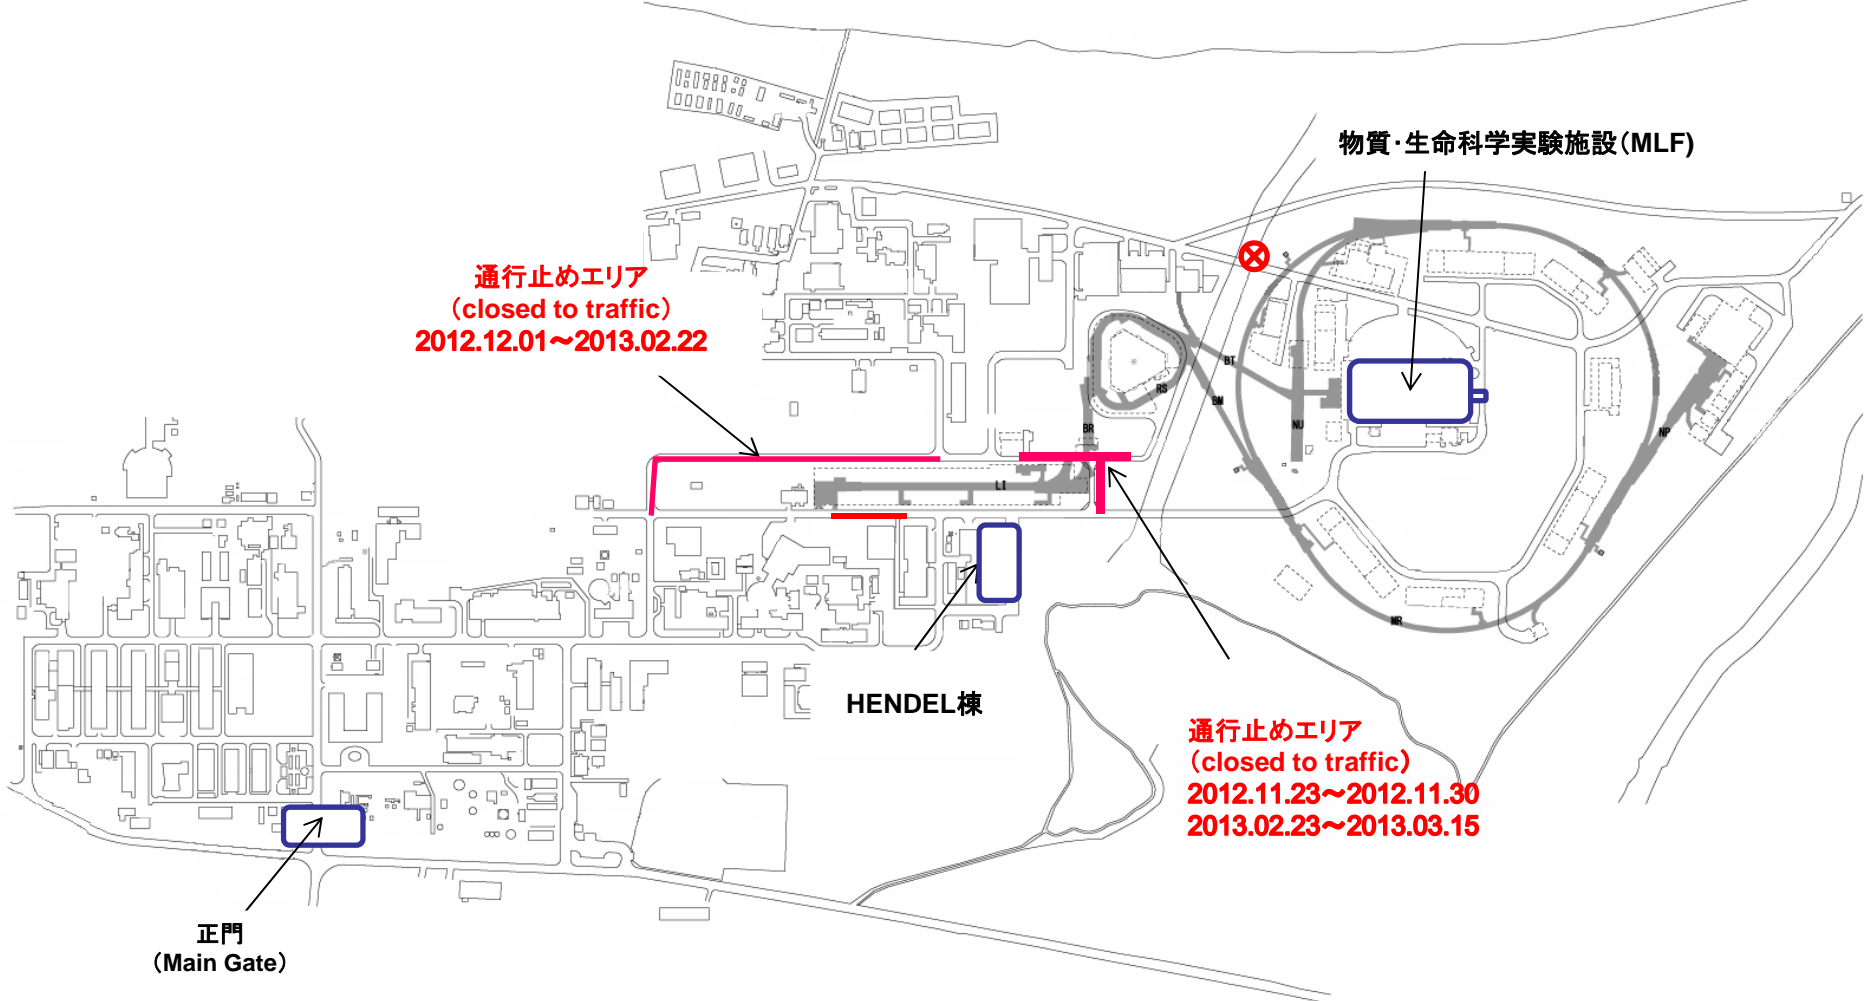 物質・生命科学実験施設（MLF)
通行止めエリア
（closed to traffic）
2012.12.01～2013.02.22
BT
RS
BM
BR
NU
NP
LI
NR
HENDEL棟
通行止めエリア
（closed to traffic）
2012.11.23～2012.11.30
2013.02.23～2013.03.15
正門
（Main Gate）